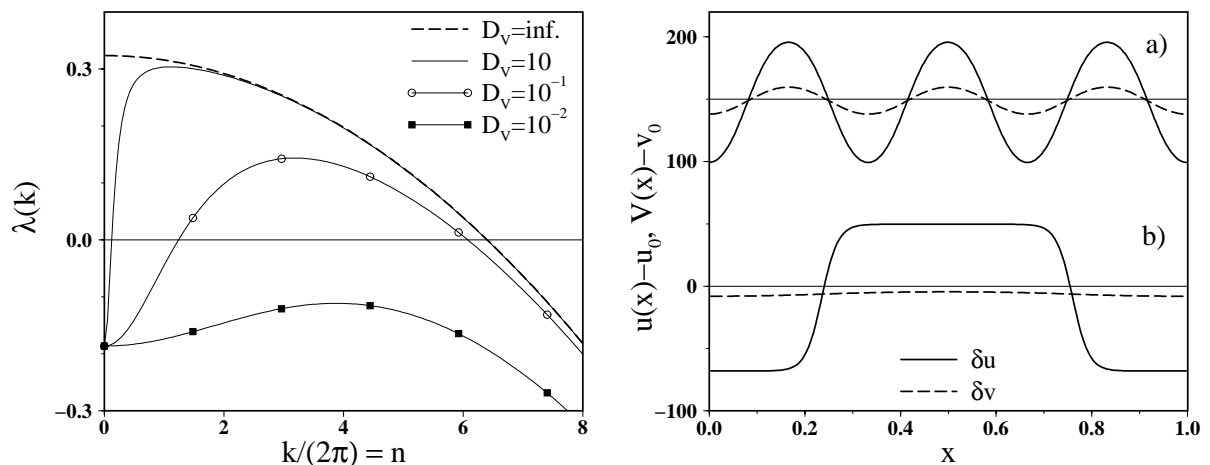 D_v=inf.
D_v=10
D_v=10^-1
D_v=10^-2
0.3
0.0
−0.3
λ(k)
0 2 4 6 8
k/(2π) = n
200
100
0
−100
u(x)−u_0, V(x)−v_0
a)
b)
δu
δv
0.0 0.2 0.4 0.6 0.8 1.0
x